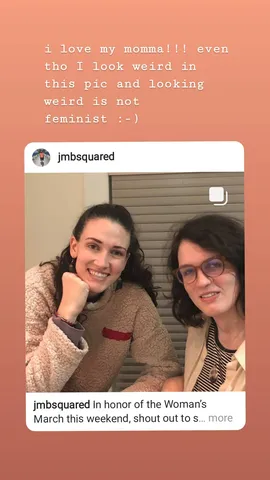 i love my momma!!! even
tho I look weird in
this pic and looking
weird is not
feminist :-)
jmbsquared
jmbsquared In honor of the Woman's
March this weekend, shout out to s... more